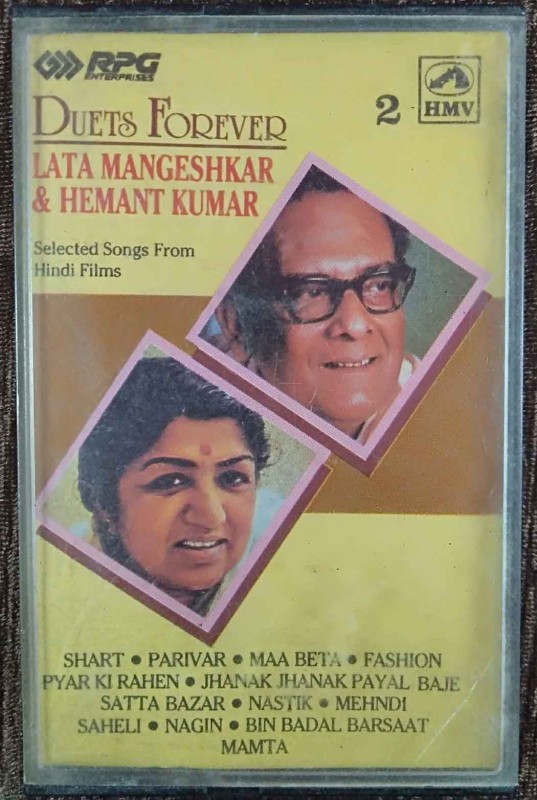 RPG
ENTERPRISES
HMV
DUETS FOREVER
2
LATA MANGESHKAR
& HEMANT KUMAR
Selected Songs From
Hindi Films
SHART • PARIVAR • MAA BETA • FASHION
PYAR KI RAHEN • JHANAK JHANAK PAYAL BAJE
SATTA BAZAR • NASTIK • MEHNDI
SAHELI • NAGIN • BIN BADAL BARSAAT
MAMTA